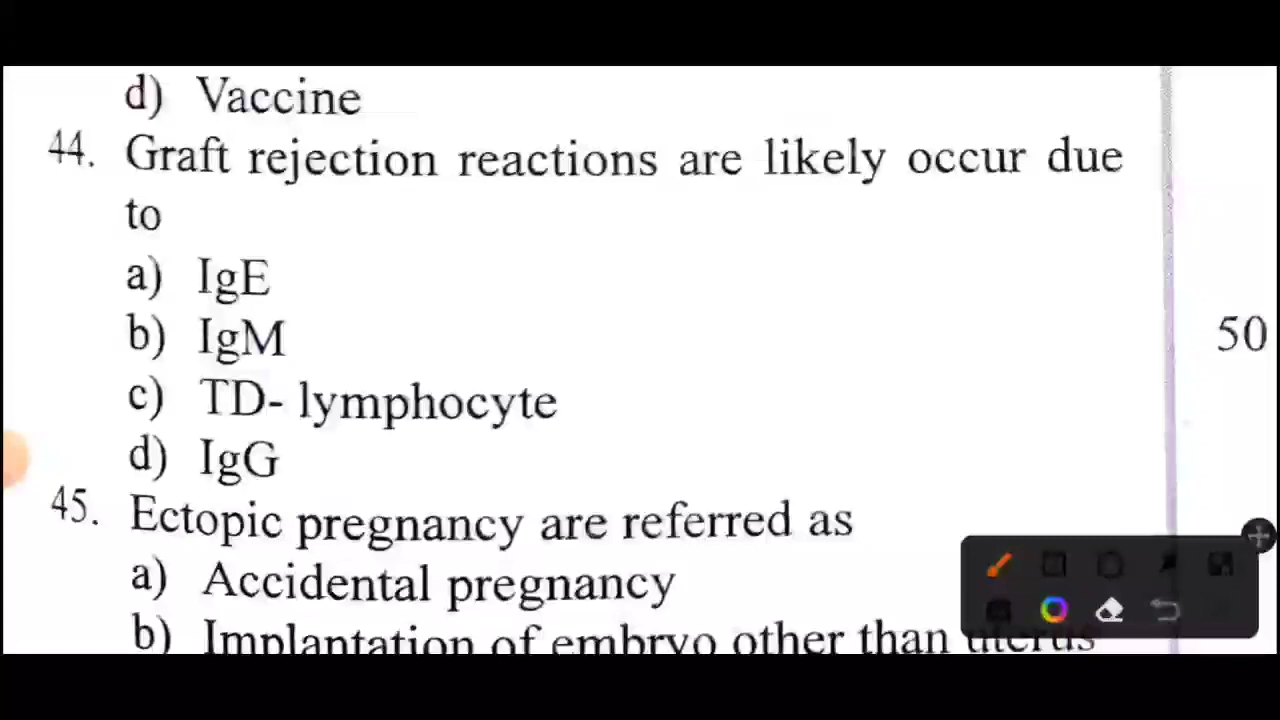 d) Vaccine
44. Graft rejection reactions are likely occur due
to
a) IgE
b) IgM
50
c) TD- lymphocyte
d) IgG
45. Ectopic pregnancy are referred as
a) Accidental pregnancy
b) Implantation of embryo other than uterus